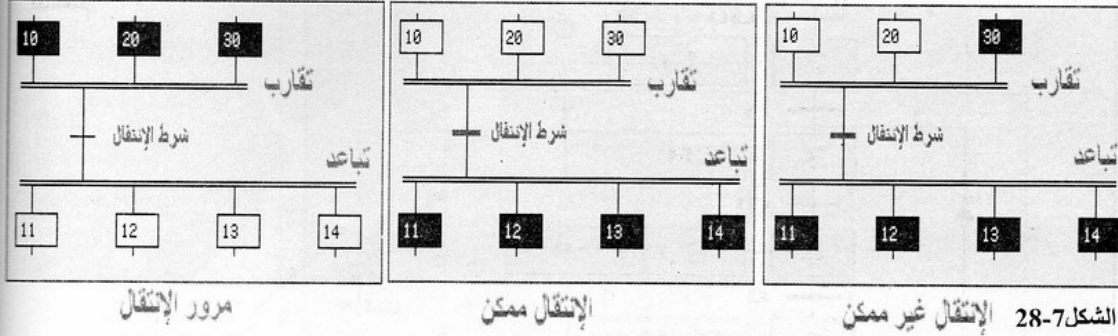 10 20 30
تقارب
شرط الإنتقال
تباعد
11 12 13 14
الشكل7-28 الإنتقال غير ممكن
10 20 30
تقارب
شرط الإنتقال
تباعد
11 12 13 14
الإنتقال ممكن
10 20 30
تقارب
شرط الإنتقال
تباعد
11 12 13 14
مرور الإنتقال